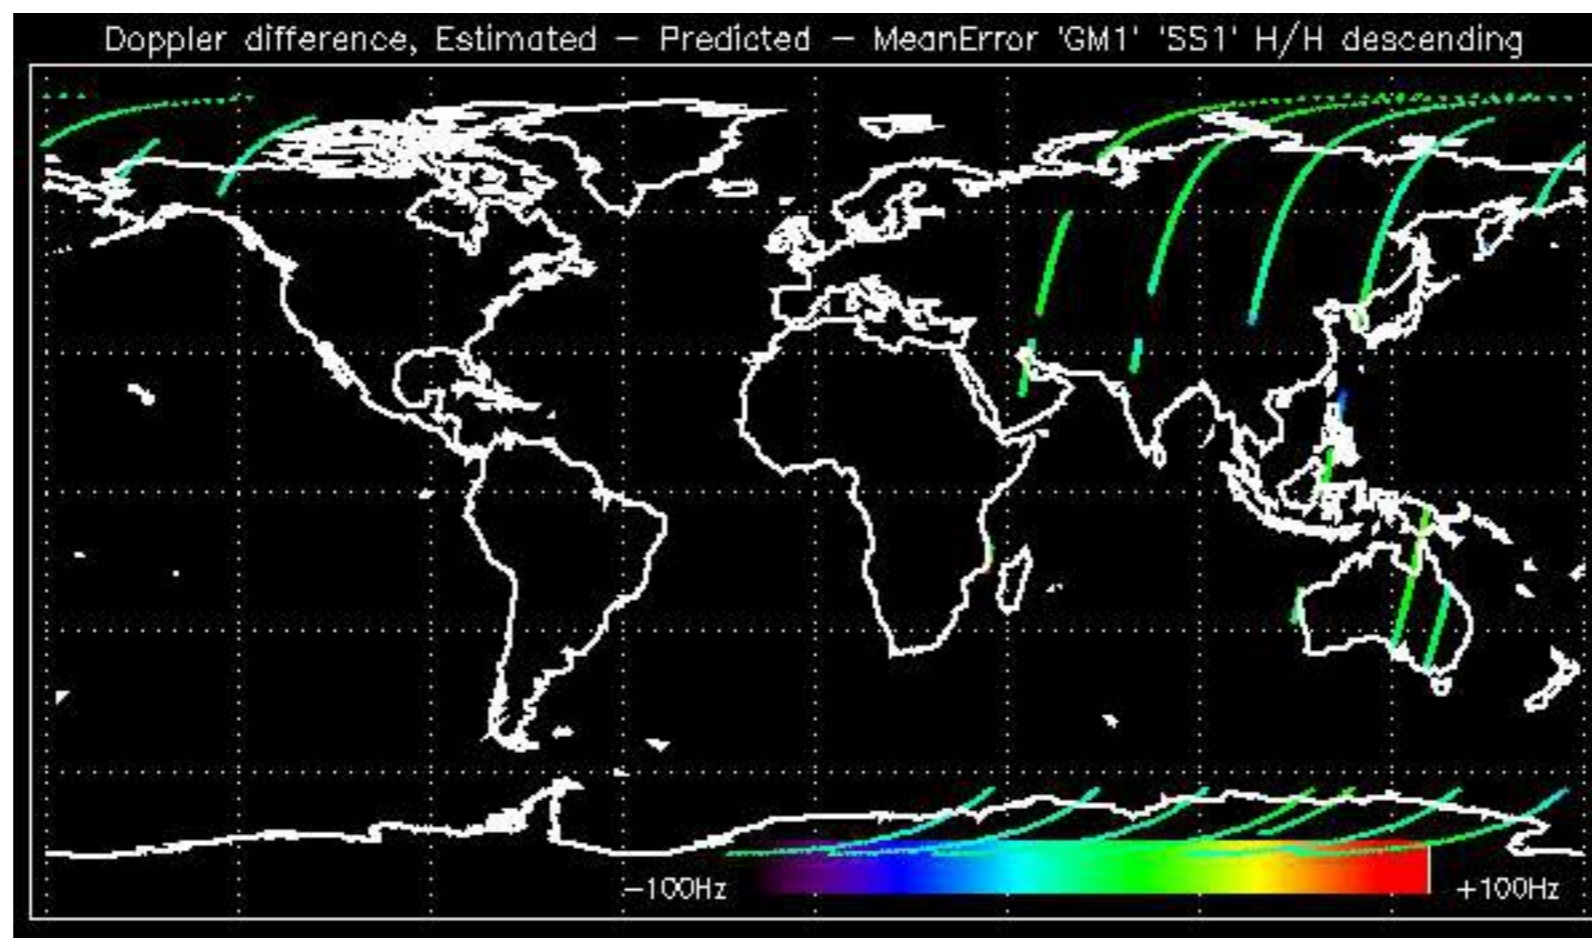 Doppler difference, Estimated – Predicted – MeanError 'GM1' 'SS1' H/H descending
−100Hz +100Hz